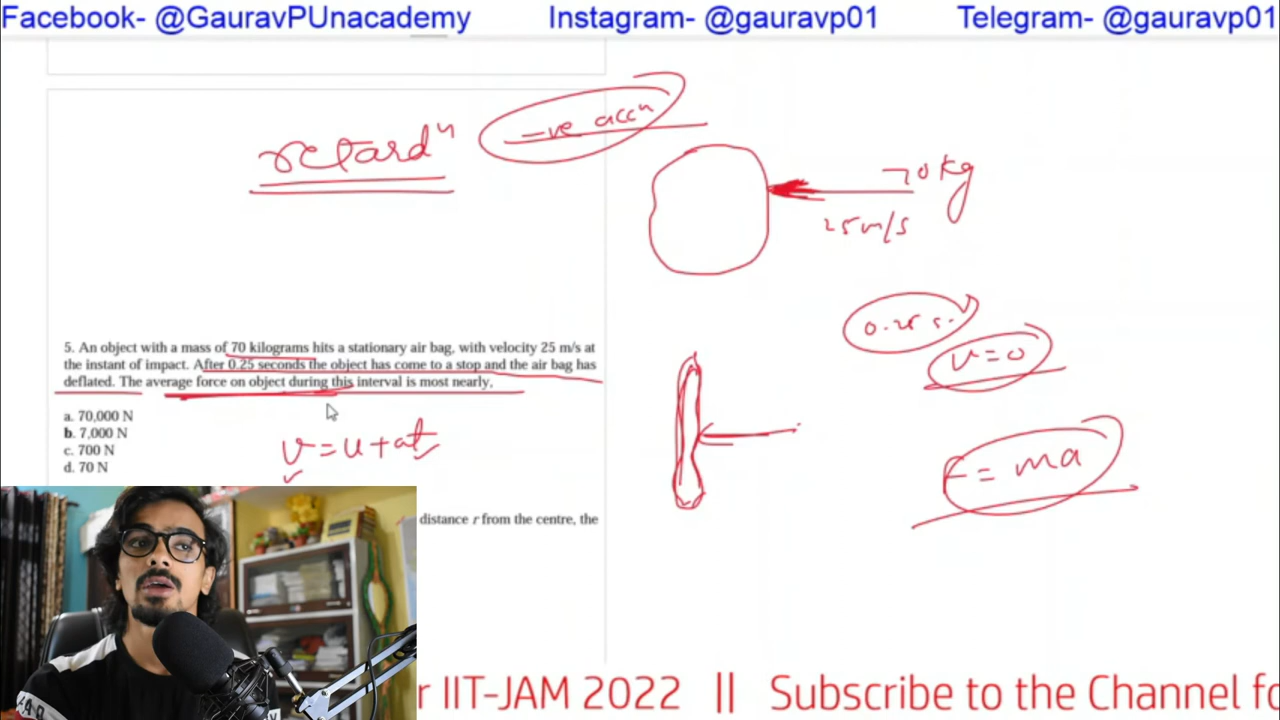 Facebook- @GauravPUnacademy Instagram- @gauravp01 Telegram- @gauravp01
retardⁿ
-ve accⁿ
70 kg
25 m/s
0.25 s.
v=0
5. An object with a mass of 70 kilograms hits a stationary air bag, with velocity 25 m/s at
the instant of impact. After 0.25 seconds the object has come to a stop and the air bag has
deflated. The average force on object during this interval is most nearly,
a. 70,000 N
b. 7,000 N
c. 700 N
d. 70 N
v = u + at
F = ma
distance r from the centre, the
r IIT-JAM 2022 || Subscribe to the Channel fo